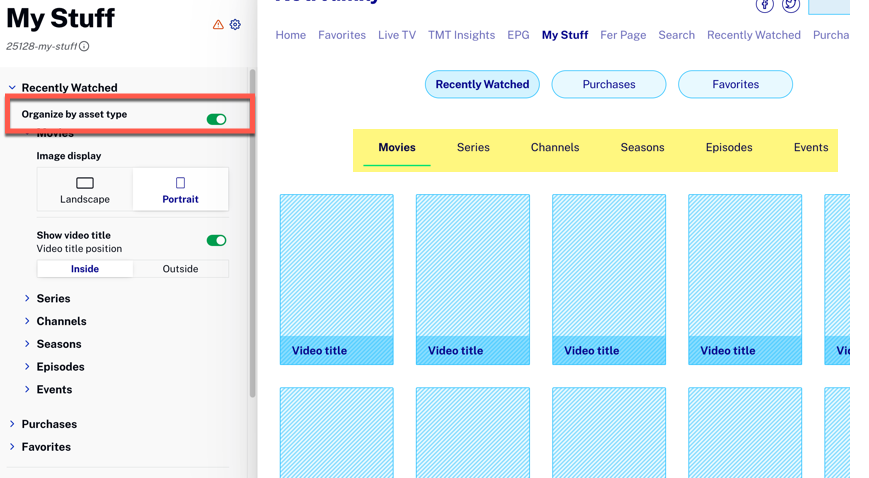 My Stuff
25128-my-stuff
Recently Watched
Organize by asset type
Movies
Image display
Landscape
Portrait
Show video title
Video title position
Inside
Outside
Series
Channels
Seasons
Episodes
Events
Purchases
Favorites
Home Favorites Live TV TMT Insights EPG My Stuff Fer Page Search Recently Watched Purcha
Recently Watched Purchases Favorites
Movies Series Channels Seasons Episodes Events
Video title Video title Video title Video title Vi